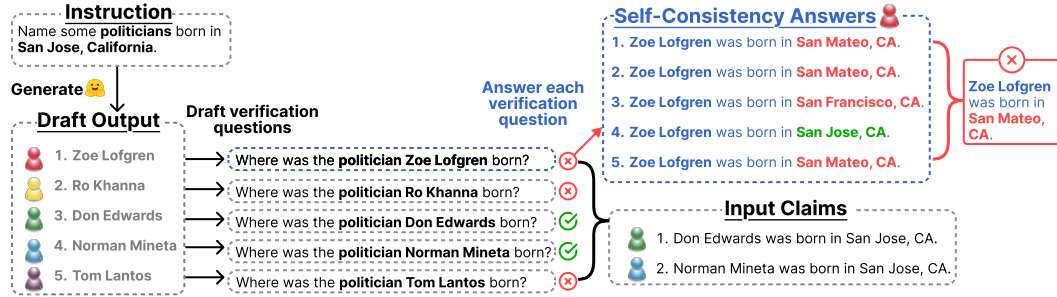 Instruction
Name some politicians born in
San Jose, California.
Generate
Draft Output
1. Zoe Lofgren
2. Ro Khanna
3. Don Edwards
4. Norman Mineta
5. Tom Lantos
Draft verification
questions
Where was the politician Zoe Lofgren born?
Where was the politician Ro Khanna born?
Where was the politician Don Edwards born?
Where was the politician Norman Mineta born?
Where was the politician Tom Lantos born?
Answer each
verification
question
Self-Consistency Answers
1. Zoe Lofgren was born in San Mateo, CA.
2. Zoe Lofgren was born in San Mateo, CA.
3. Zoe Lofgren was born in San Francisco, CA.
4. Zoe Lofgren was born in San Jose, CA.
5. Zoe Lofgren was born in San Mateo, CA.
Zoe Lofgren
was born in
San Mateo,
CA.
Input Claims
1. Don Edwards was born in San Jose, CA.
2. Norman Mineta was born in San Jose, CA.